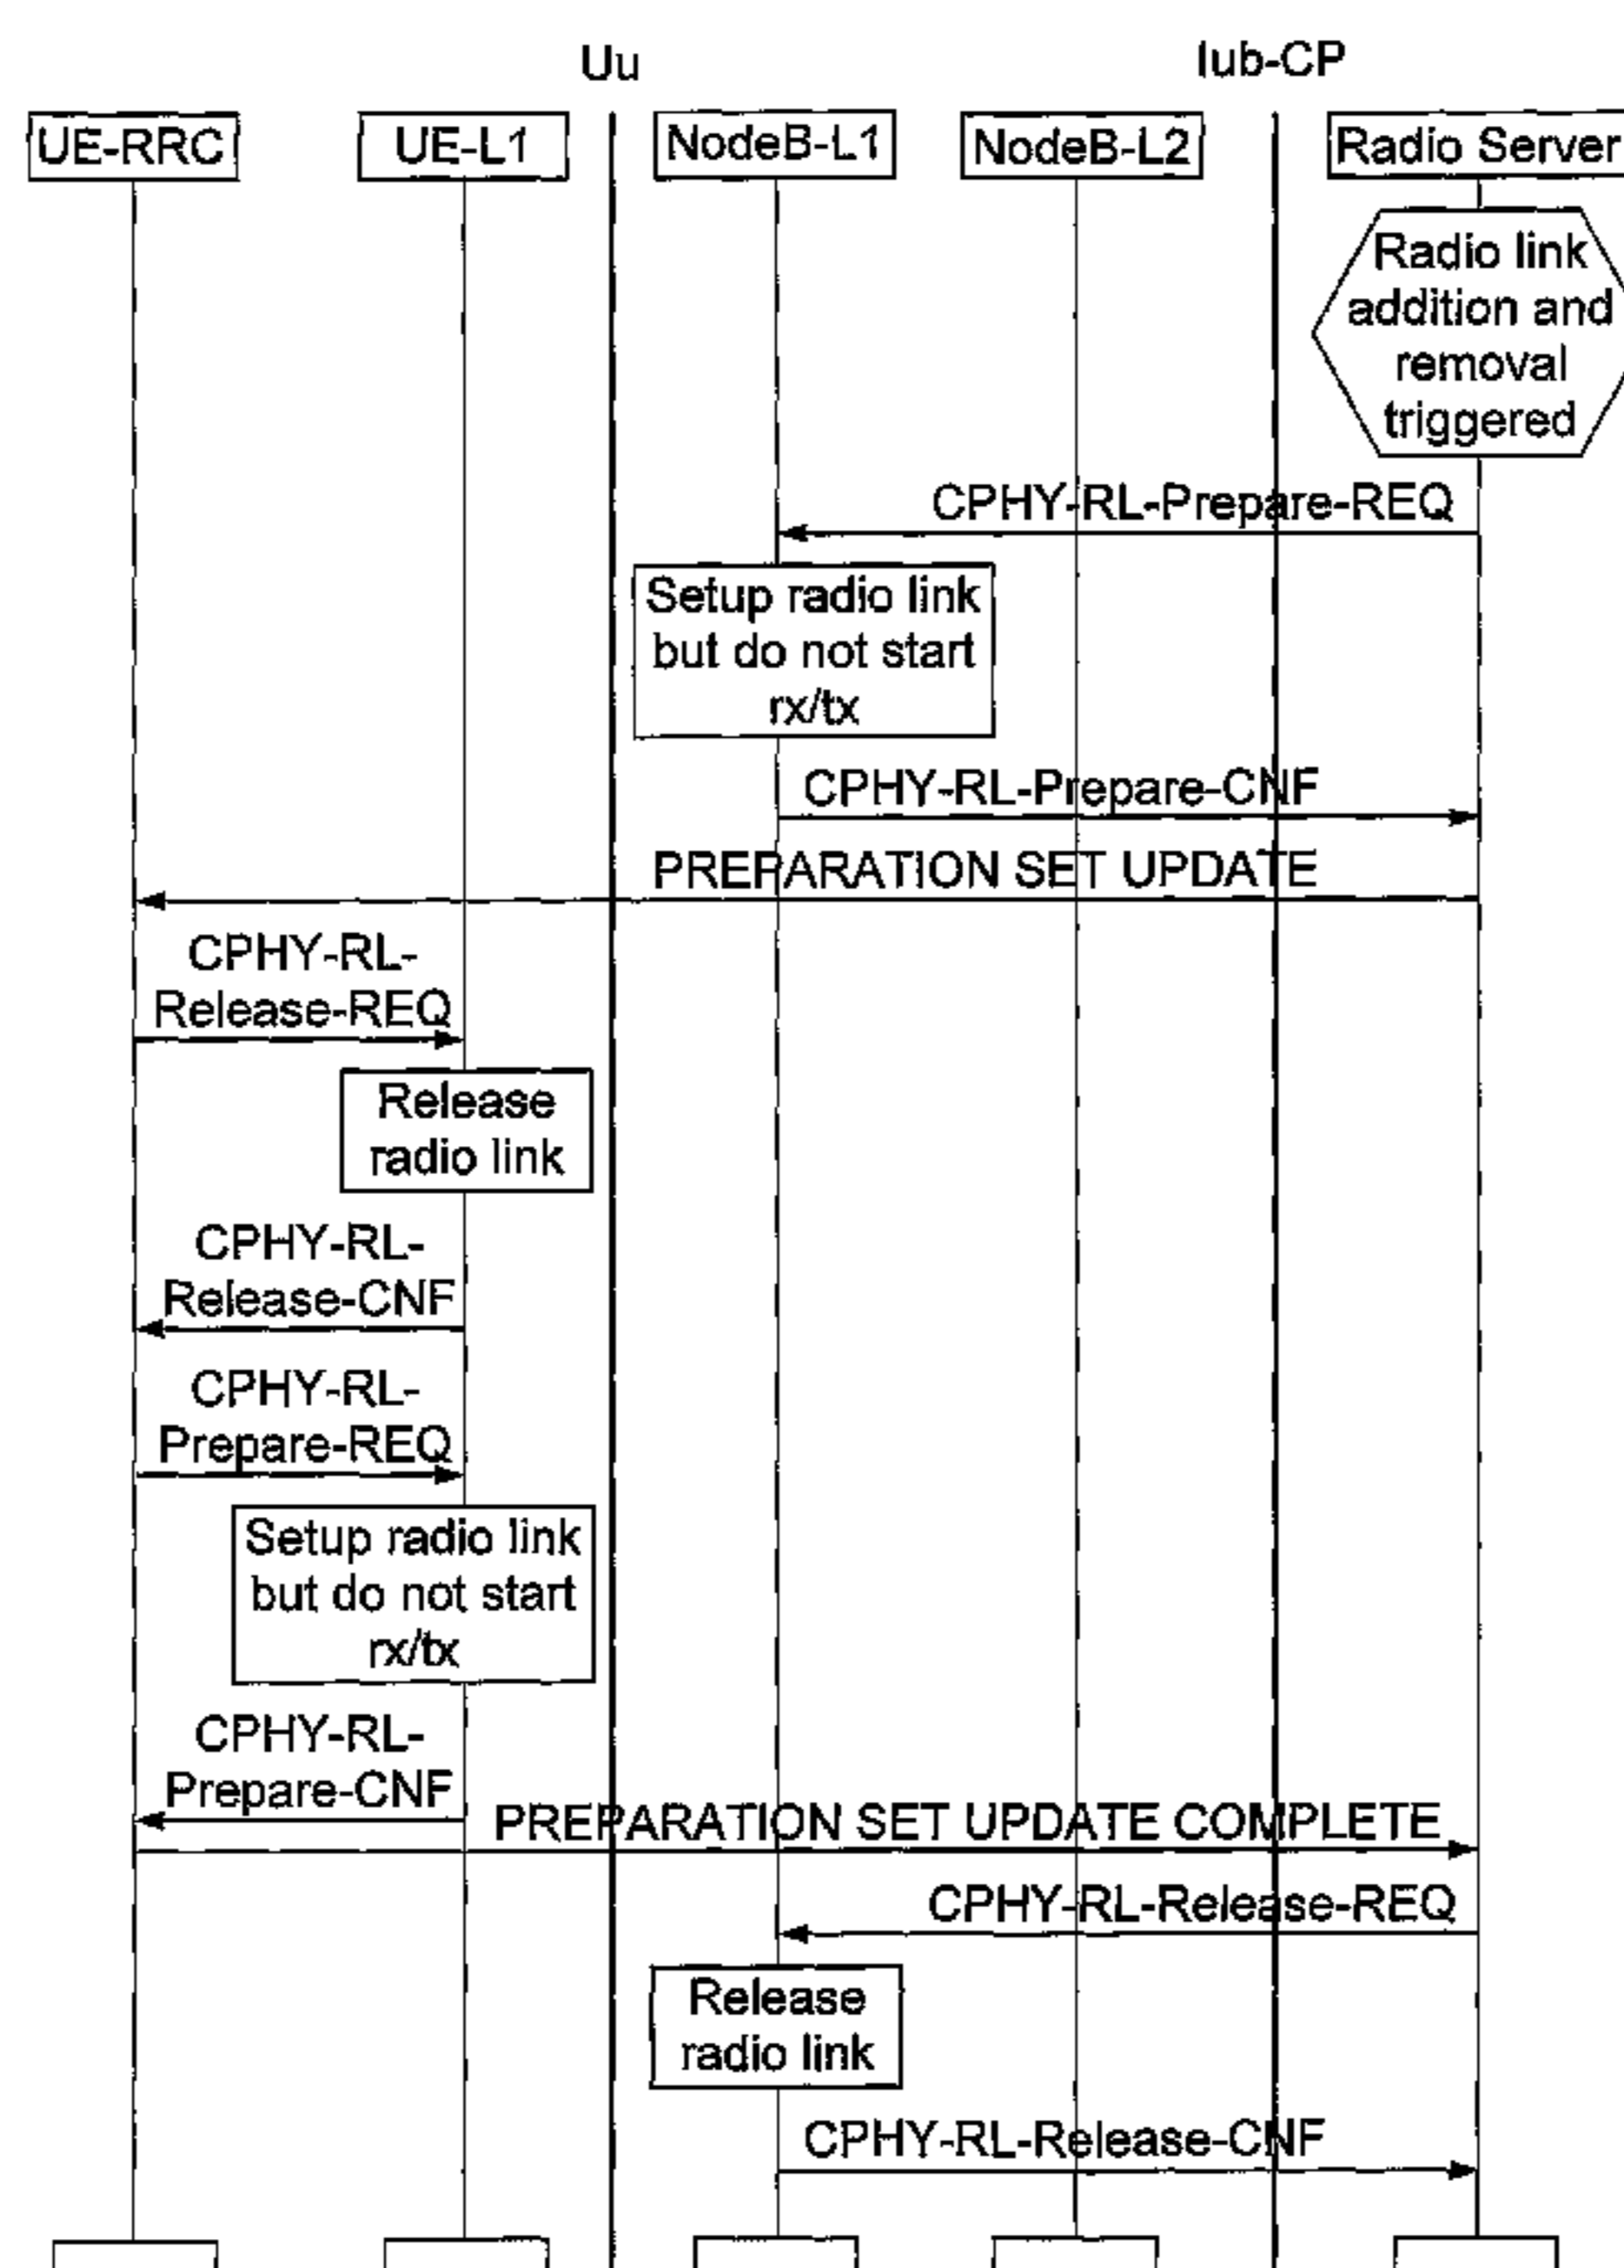 Uu
Iub-CP
UE-RRC
UE-L1
NodeB-L1
NodeB-L2
Radio Server
Radio link
addition and
removal
triggered
CPHY-RL-Prepare-REQ
Setup radio link
but do not start
rx/tx
CPHY-RL-Prepare-CNF
PREPARATION SET UPDATE
CPHY-RL-
Release-REQ
Release
radio link
CPHY-RL-
Release-CNF
CPHY-RL-
Prepare-REQ
Setup radio link
but do not start
rx/tx
CPHY-RL-
Prepare-CNF
PREPARATION SET UPDATE COMPLETE
CPHY-RL-Release-REQ
Release
radio link
CPHY-RL-Release-CNF